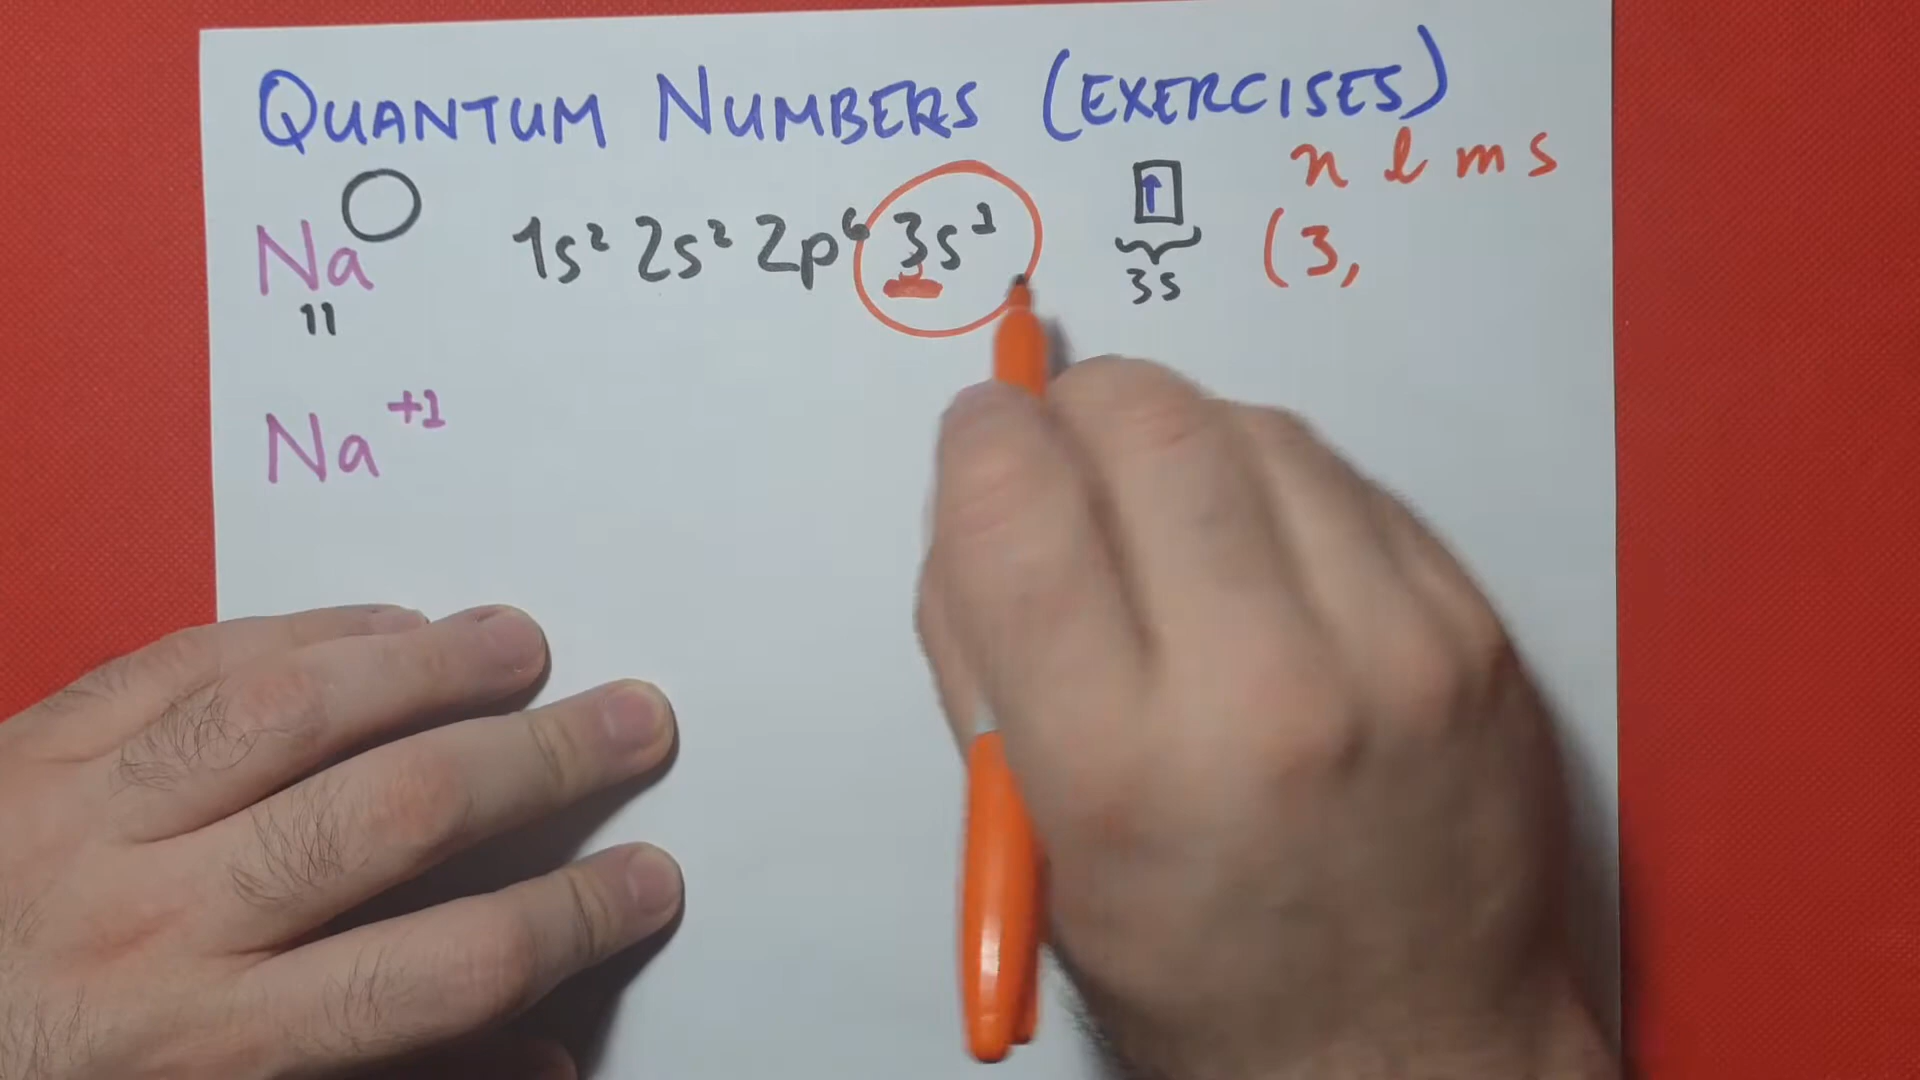 QUANTUM NUMBERS (EXERCISES)
n l m s
Na 1s² 2s² 2p⁶ 3s¹ ↑ (3,
11 3s
Na⁺¹